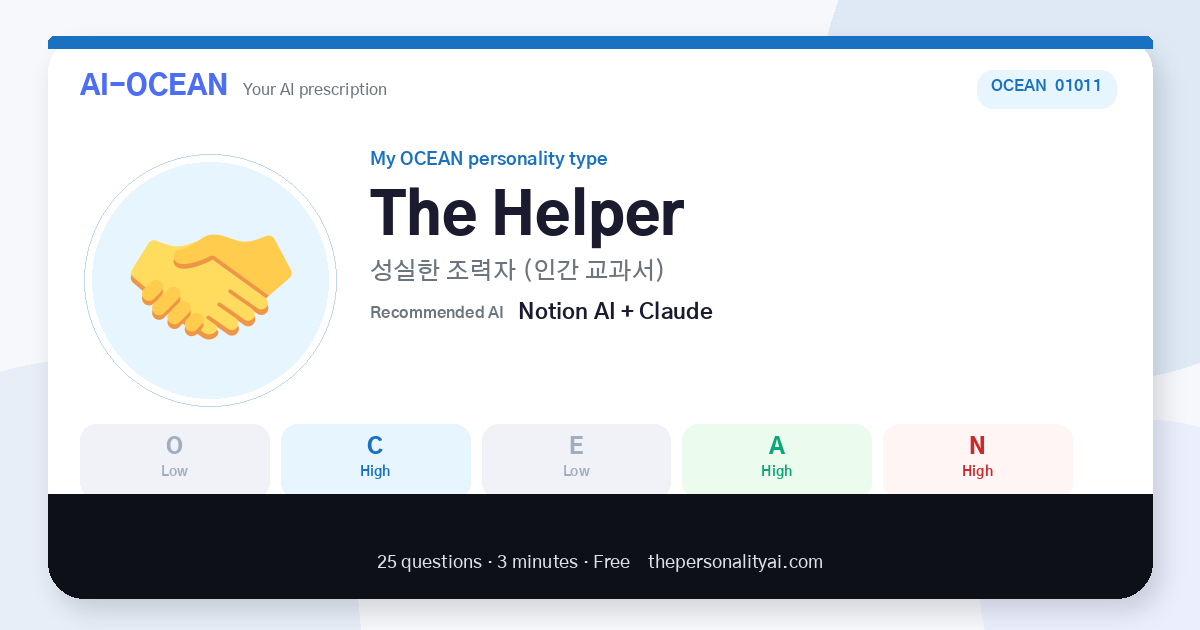 AI-OCEAN Your AI prescription
OCEAN 01011
My OCEAN personality type
The Helper
성실한 조력자 (인간 교과서)
Recommended AI Notion AI + Claude
O C E A N
Low High Low High High
25 questions · 3 minutes · Free thepersonalityai.com